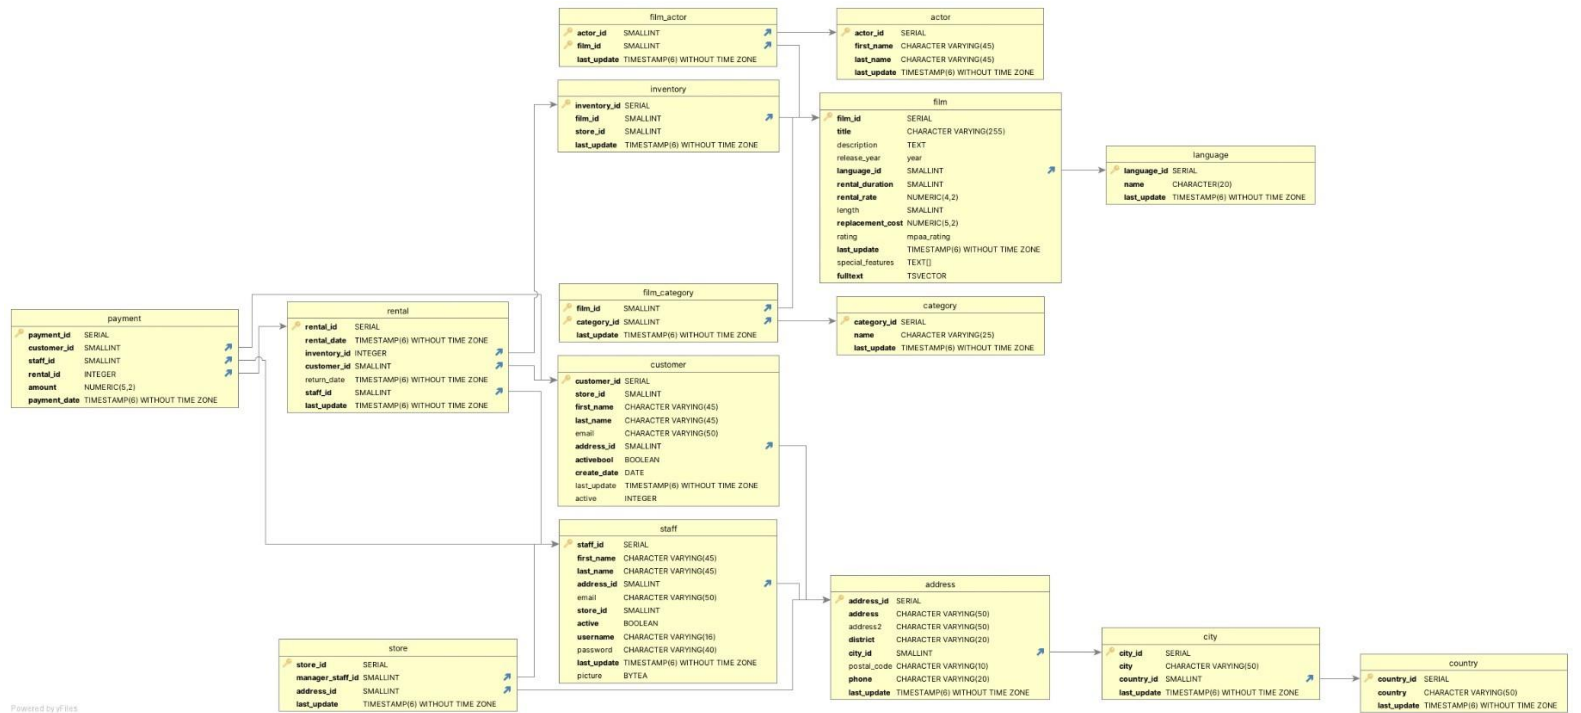 film_actor
actor_id SMALLINT
film_id SMALLINT
last_update TIMESTAMP(6) WITHOUT TIME ZONE
actor
actor_id SERIAL
first_name CHARACTER VARYING(45)
last_name CHARACTER VARYING(45)
last_update TIMESTAMP(6) WITHOUT TIME ZONE
inventory
inventory_id SERIAL
film_id SMALLINT
store_id SMALLINT
last_update TIMESTAMP(6) WITHOUT TIME ZONE
film
film_id SERIAL
title CHARACTER VARYING(255)
description TEXT
release_year year
language_id SMALLINT
rental_duration SMALLINT
rental_rate NUMERIC(4,2)
length SMALLINT
replacement_cost NUMERIC(5,2)
rating mpaa_rating
last_update TIMESTAMP(6) WITHOUT TIME ZONE
special_features TEXT[]
fulltext TSVECTOR
language
language_id SERIAL
name CHARACTER(20)
last_update TIMESTAMP(6) WITHOUT TIME ZONE
film_category
film_id SMALLINT
category_id SMALLINT
last_update TIMESTAMP(6) WITHOUT TIME ZONE
category
category_id SERIAL
name CHARACTER VARYING(25)
last_update TIMESTAMP(6) WITHOUT TIME ZONE
payment
payment_id SERIAL
customer_id SMALLINT
staff_id SMALLINT
rental_id INTEGER
amount NUMERIC(5,2)
payment_date TIMESTAMP(6) WITHOUT TIME ZONE
rental
rental_id SERIAL
rental_date TIMESTAMP(6) WITHOUT TIME ZONE
inventory_id INTEGER
customer_id SMALLINT
return_date TIMESTAMP(6) WITHOUT TIME ZONE
staff_id SMALLINT
last_update TIMESTAMP(6) WITHOUT TIME ZONE
customer
customer_id SERIAL
store_id SMALLINT
first_name CHARACTER VARYING(45)
last_name CHARACTER VARYING(45)
email CHARACTER VARYING(50)
address_id SMALLINT
activebool BOOLEAN
create_date DATE
last_update TIMESTAMP(6) WITHOUT TIME ZONE
active INTEGER
staff
staff_id SERIAL
first_name CHARACTER VARYING(45)
last_name CHARACTER VARYING(45)
address_id SMALLINT
email CHARACTER VARYING(50)
store_id SMALLINT
active BOOLEAN
username CHARACTER VARYING(16)
password CHARACTER VARYING(40)
last_update TIMESTAMP(6) WITHOUT TIME ZONE
picture BYTEA
store
store_id SERIAL
manager_staff_id SMALLINT
address_id SMALLINT
last_update TIMESTAMP(6) WITHOUT TIME ZONE
address
address_id SERIAL
address CHARACTER VARYING(50)
address2 CHARACTER VARYING(50)
district CHARACTER VARYING(20)
city_id SMALLINT
postal_code CHARACTER VARYING(10)
phone CHARACTER VARYING(20)
last_update TIMESTAMP(6) WITHOUT TIME ZONE
city
city_id SERIAL
city CHARACTER VARYING(50)
country_id SMALLINT
last_update TIMESTAMP(6) WITHOUT TIME ZONE
country
country_id SERIAL
country CHARACTER VARYING(50)
last_update TIMESTAMP(6) WITHOUT TIME ZONE
Powered by yFiles